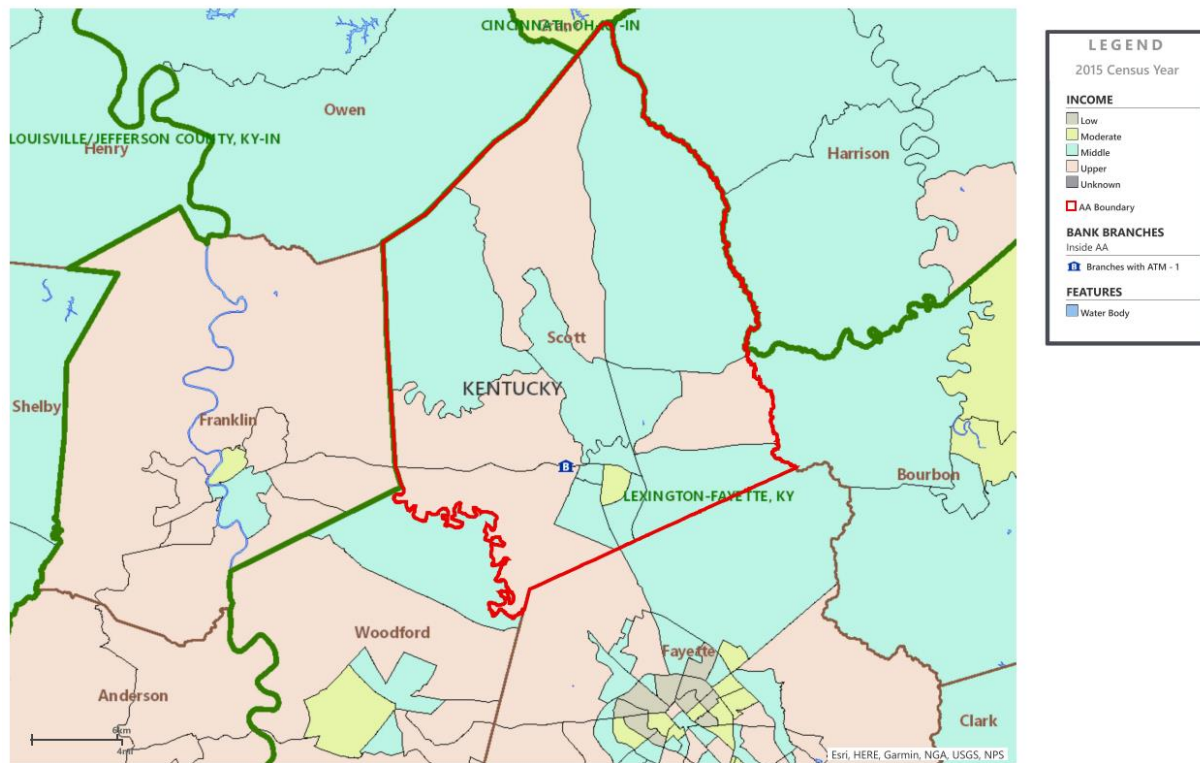 CINCINNATI, OH-KY-IN
Grant
Owen
LOUISVILLE/JEFFERSON COUNTY, KY-IN
Henry
Harrison
Scott
KENTUCKY
Shelby
Franklin
B
Bourbon
LEXINGTON-FAYETTE, KY
Woodford
Fayette
Anderson
Clark
6km
4mi
Esri, HERE, Garmin, NGA, USGS, NPS
LEGEND
2015 Census Year
INCOME
Low
Moderate
Middle
Upper
Unknown
AA Boundary
BANK BRANCHES
Inside AA
B Branches with ATM - 1
FEATURES
Water Body